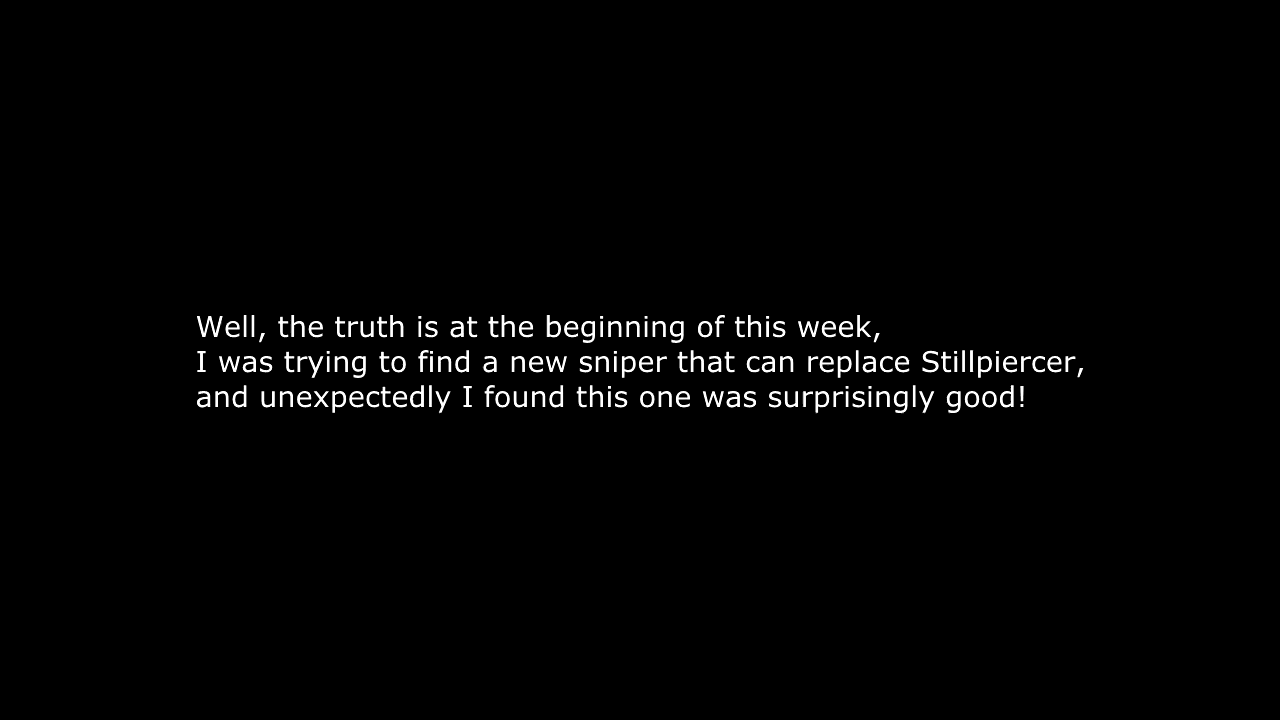 Well, the truth is at the beginning of this week,
I was trying to find a new sniper that can replace Stillpiercer,
and unexpectedly I found this one was surprisingly good!